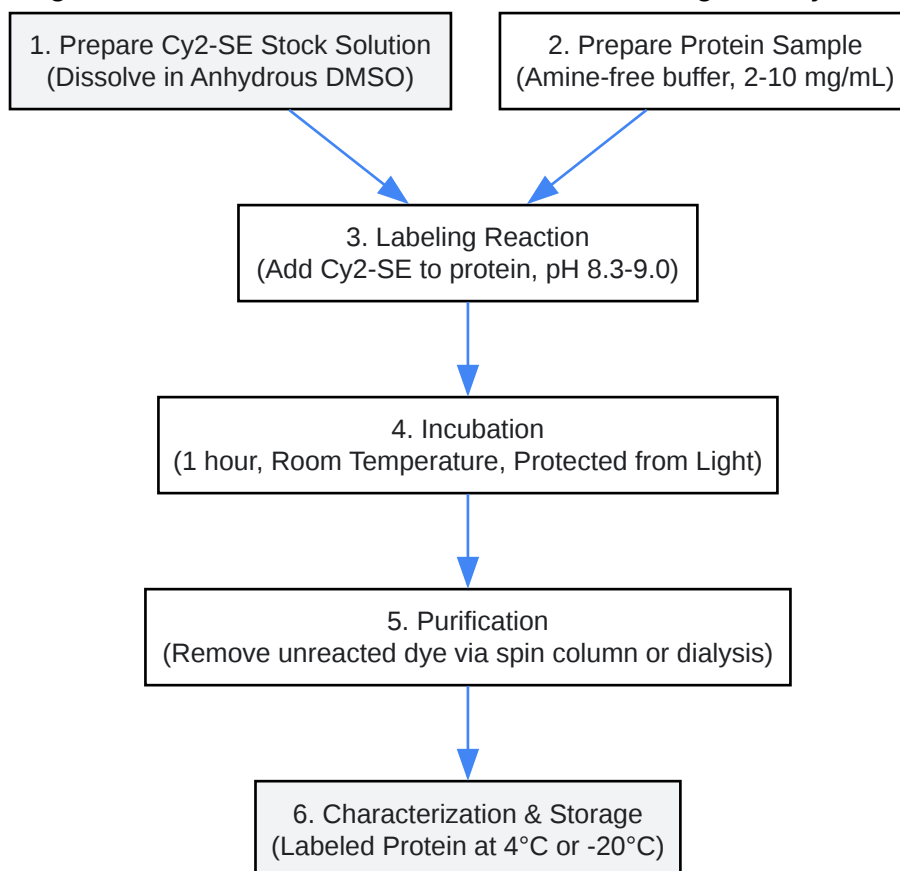 1. Prepare Cy2-SE Stock Solution
(Dissolve in Anhydrous DMSO)
2. Prepare Protein Sample
(Amine-free buffer, 2-10 mg/mL)
3. Labeling Reaction
(Add Cy2-SE to protein, pH 8.3-9.0)
4. Incubation
(1 hour, Room Temperature, Protected from Light)
5. Purification
(Remove unreacted dye via spin column or dialysis)
6. Characterization & Storage
(Labeled Protein at 4°C or -20°C)